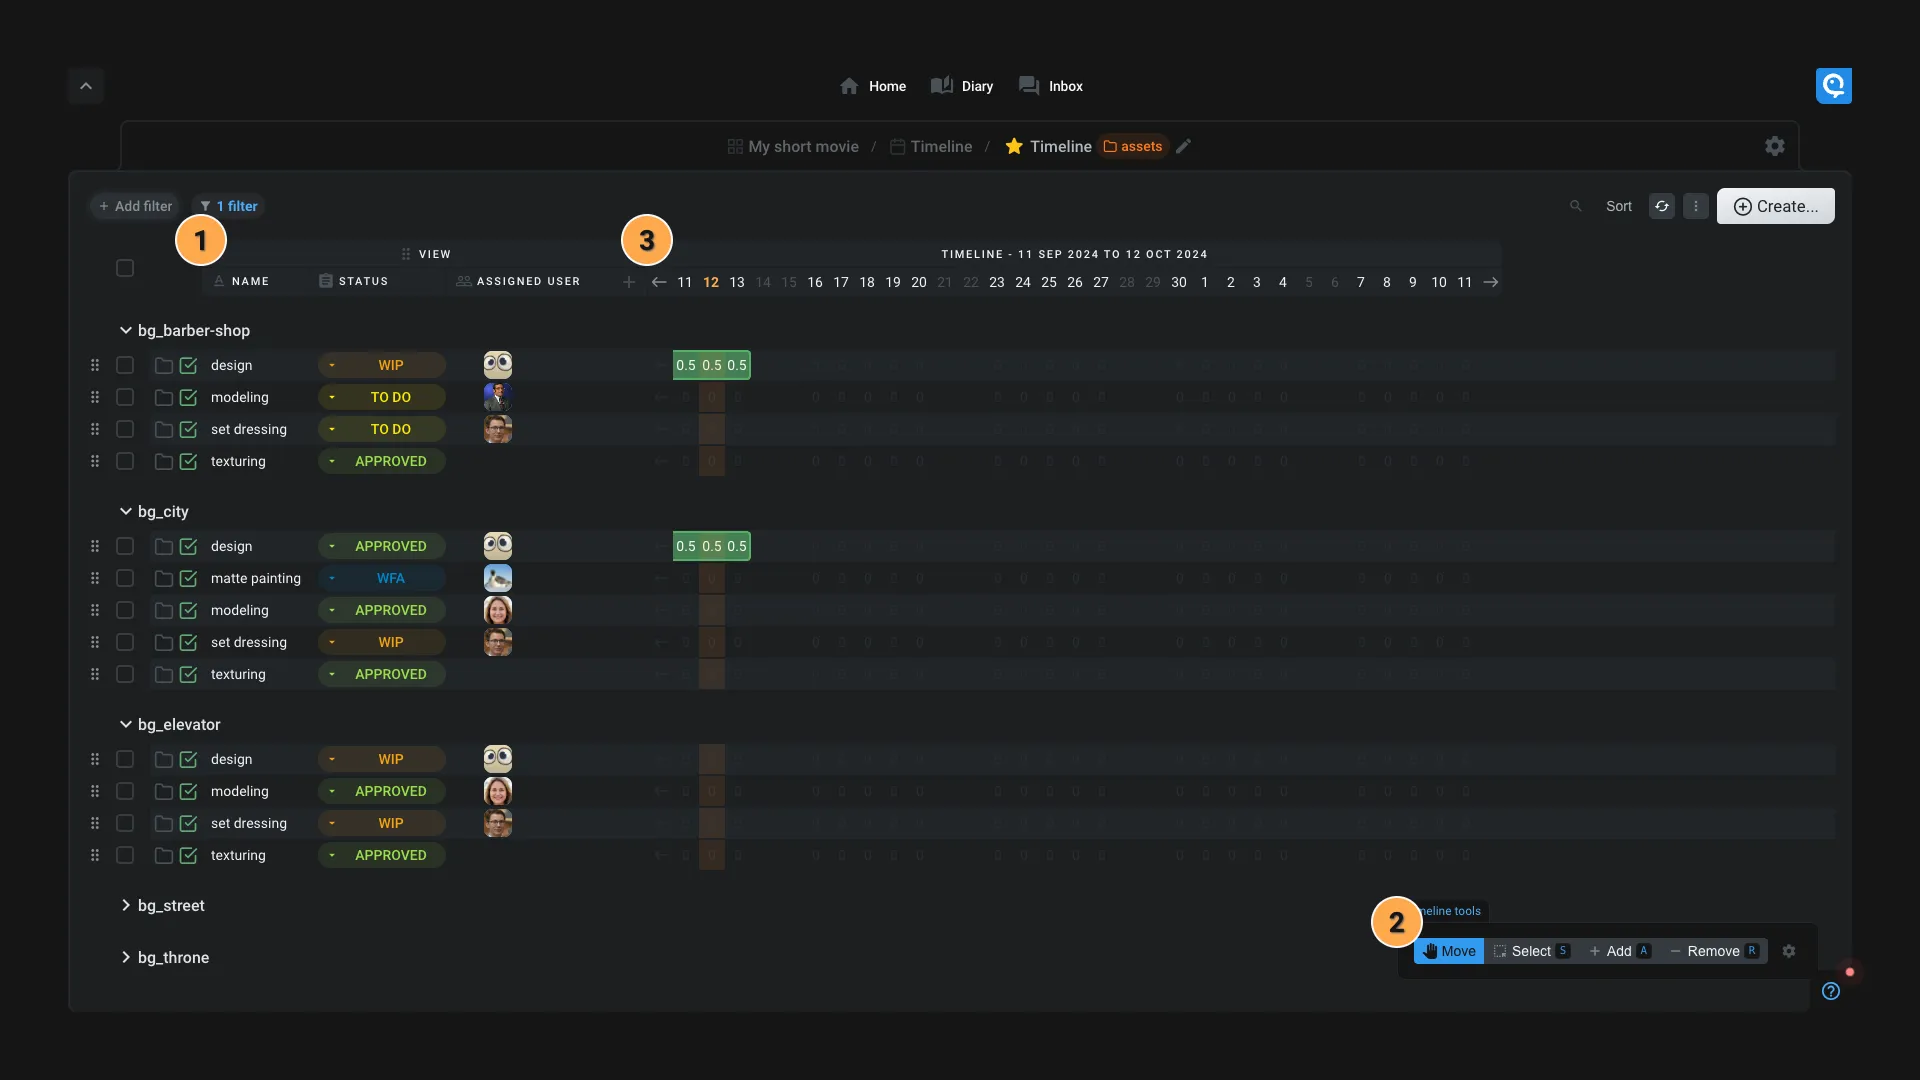 Home Diary Inbox
My short movie / Timeline / Timeline assets
+ Add filter 1 filter Sort Create...
1 3
VIEW TIMELINE - 11 SEP 2024 TO 12 OCT 2024
NAME STATUS ASSIGNED USER + ← 11 12 13 14 15 16 17 18 19 20 21 22 23 24 25 26 27 28 29 30 1 2 3 4 5 6 7 8 9 10 11 →
bg_barber-shop
design WIP 0.5 0.5 0.5
modeling TO DO
set dressing TO DO
texturing APPROVED
bg_city
design APPROVED 0.5 0.5 0.5
matte painting WFA
modeling APPROVED
set dressing WIP
texturing APPROVED
bg_elevator
design WIP
modeling APPROVED
set dressing WIP
texturing APPROVED
bg_street
2 meline tools
Move Select S + Add A − Remove R
bg_throne